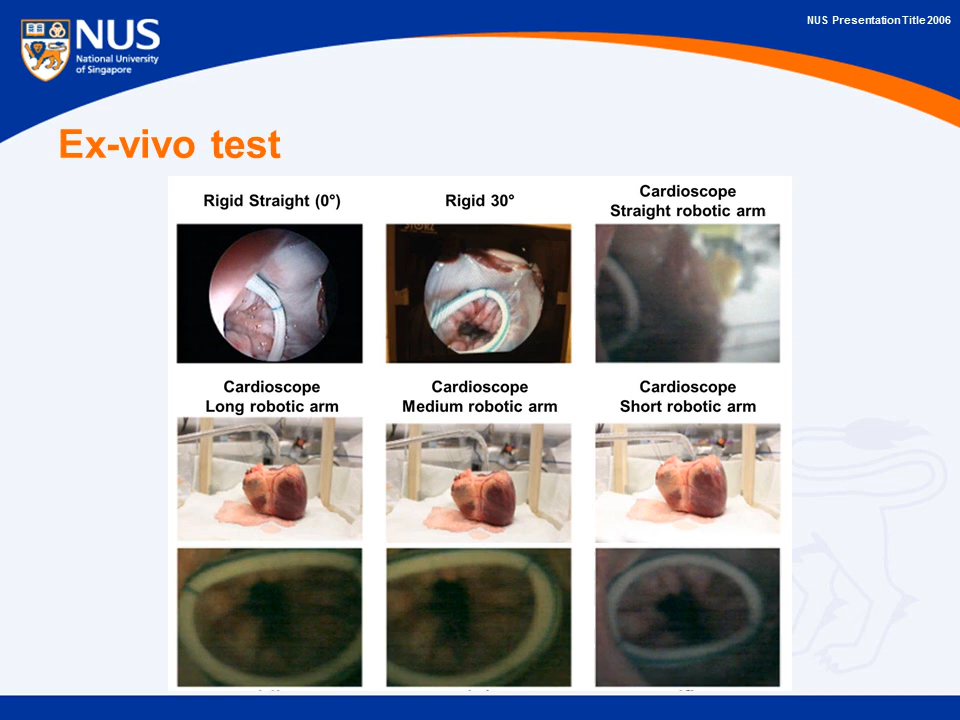 NUS Presentation Title 2006
NUS
National University
of Singapore
Ex-vivo test
Rigid Straight (0°)
Rigid 30°
Cardioscope
Straight robotic arm
Cardioscope
Long robotic arm
Cardioscope
Medium robotic arm
Cardioscope
Short robotic arm